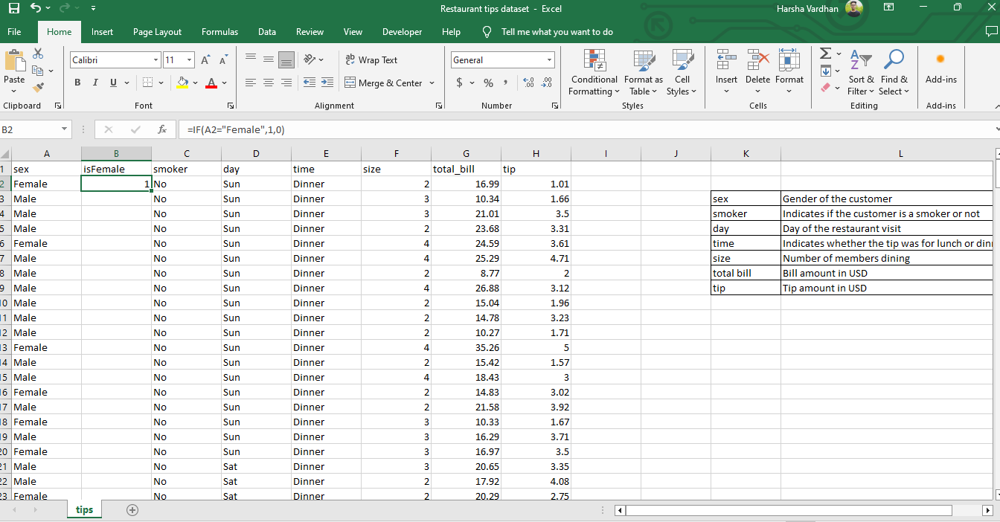 Restaurant tips dataset - Excel
Harsha Vardhan
File Home Insert Page Layout Formulas Data Review View Developer Help Tell me what you want to do
Calibri 11 ab Wrap Text General
Paste B I U A Merge & Center $ % , Conditional Formatting Format as Table Cell Styles Insert Delete Format Sort & Filter Find & Select Add-ins
Clipboard Font Alignment Number Styles Cells Editing Add-ins
B2 fx =IF(A2="Female",1,0)
A B C D E F G H I J K L
1 sex isFemale smoker day time size total_bill tip
2 Female 1 No Sun Dinner 2 16.99 1.01
3 Male No Sun Dinner 3 10.34 1.66 sex Gender of the customer
4 Male No Sun Dinner 3 21.01 3.5 smoker Indicates if the customer is a smoker or not
5 Male No Sun Dinner 2 23.68 3.31 day Day of the restaurant visit
6 Female No Sun Dinner 4 24.59 3.61 time Indicates whether the tip was for lunch or din
7 Male No Sun Dinner 4 25.29 4.71 size Number of members dining
8 Male No Sun Dinner 2 8.77 2 total bill Bill amount in USD
9 Male No Sun Dinner 4 26.88 3.12 tip Tip amount in USD
10 Male No Sun Dinner 2 15.04 1.96
11 Male No Sun Dinner 2 14.78 3.23
12 Male No Sun Dinner 2 10.27 1.71
13 Female No Sun Dinner 4 35.26 5
14 Male No Sun Dinner 2 15.42 1.57
15 Male No Sun Dinner 4 18.43 3
16 Female No Sun Dinner 2 14.83 3.02
17 Male No Sun Dinner 2 21.58 3.92
18 Female No Sun Dinner 3 10.33 1.67
19 Male No Sun Dinner 3 16.29 3.71
20 Female No Sun Dinner 3 16.97 3.5
21 Male No Sat Dinner 3 20.65 3.35
22 Male No Sat Dinner 2 17.92 4.08
23 Female No Sat Dinner 2 20.29 2.75
tips